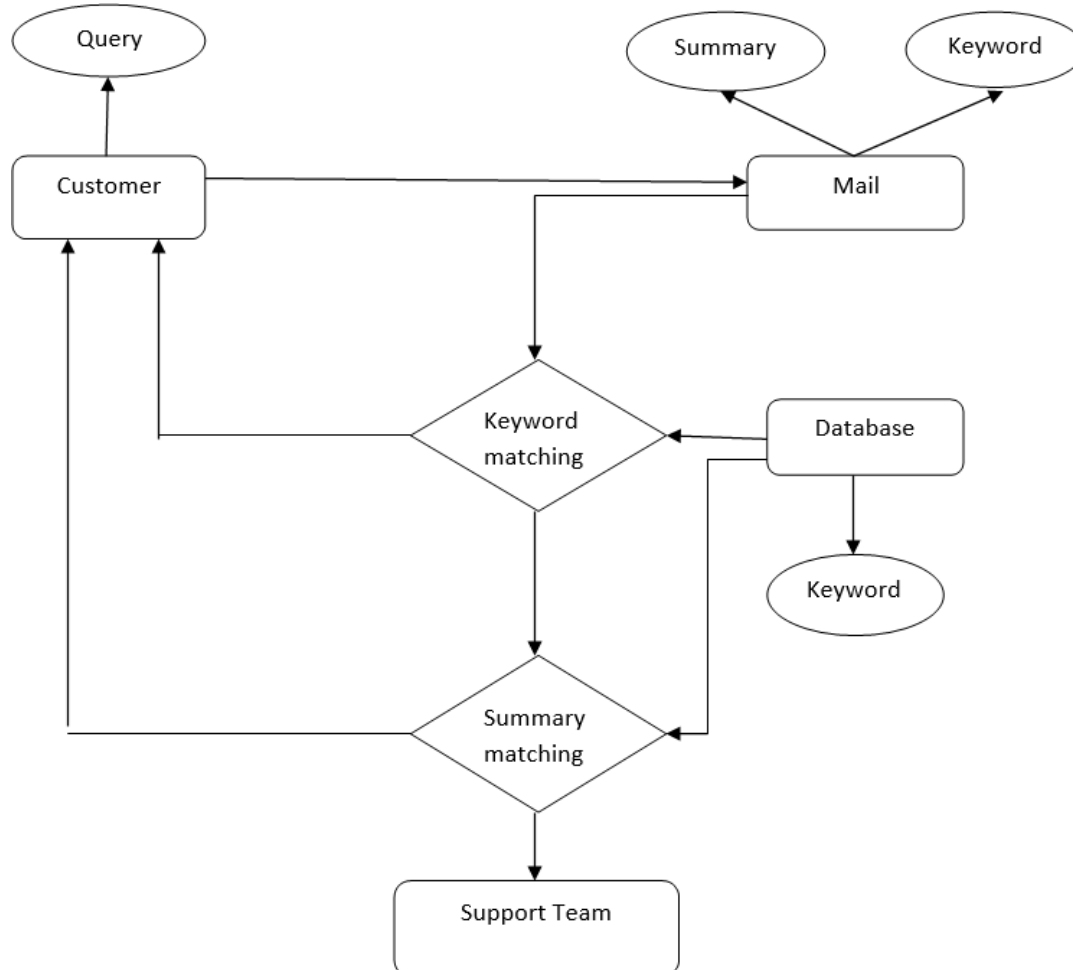 Query
Summary
Keyword
Customer
Mail
Keyword
matching
Database
Keyword
Summary
matching
Support Team